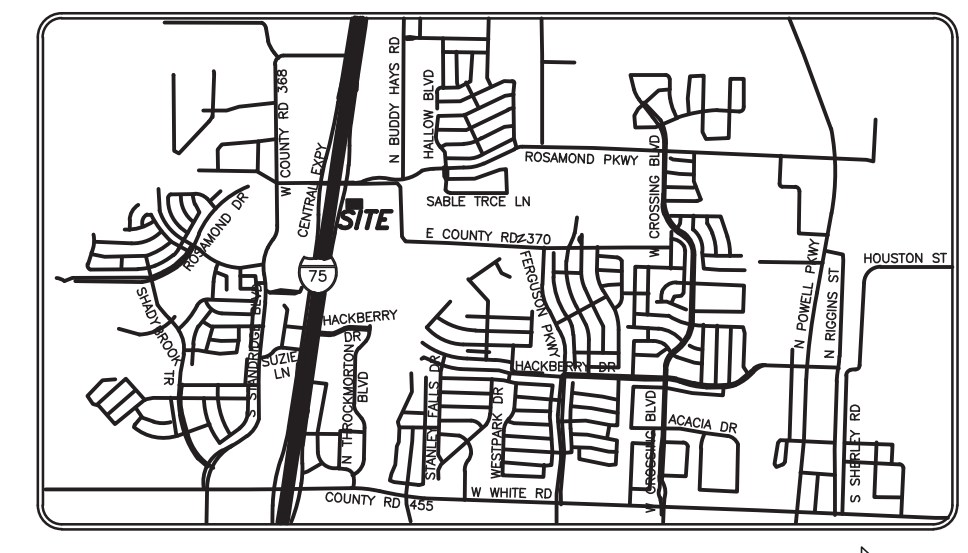 W COUNTY RD 368
CENTRAL EXPY
N BUDDY HAYS RD
HALLOW BLVD
ROSAMOND PKWY
W CROSSING BLVD
SABLE TRCE LN
SITE
E COUNTY RD 370
ROSAMOND DR
75
N FERGUSON PKWY
W
N POWELL PKWY
N RIGGINS ST
HOUSTON ST
SHADYBROOK
TR
S STANDRIDGE BLVD
SUZIE
LN
HACKBERRY
DR
N THROCKMORTON
BLVD
STANLEY FALLS DR
WESTPARK DR
HACKBERRY DR
W CROSSING BLVD
ACACIA DR
S SHERLEY RD
COUNTY RD 455
W WHITE RD